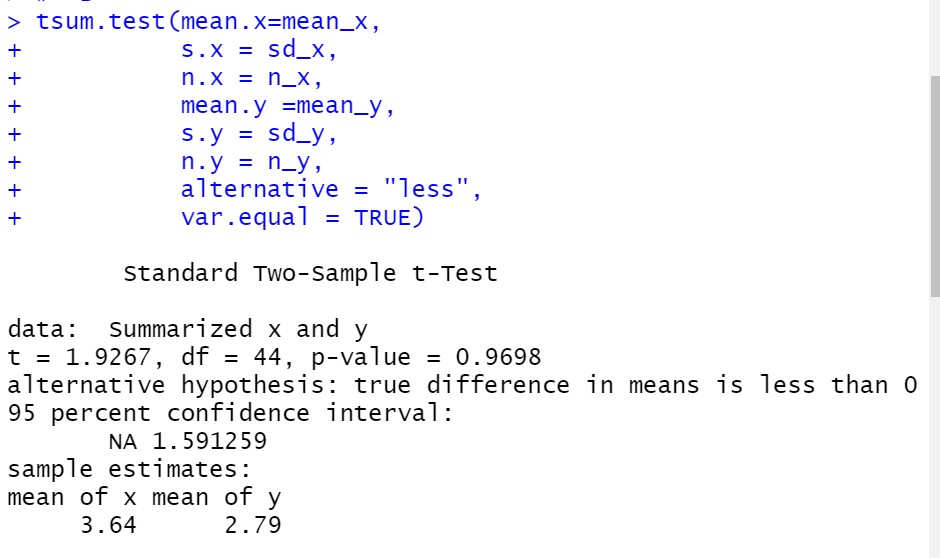 > tsum.test(mean.x=mean_x,
+ s.x = sd_x,
+ n.x = n_x,
+ mean.y =mean_y,
+ s.y = sd_y,
+ n.y = n_y,
+ alternative = "less",
+ var.equal = TRUE)
Standard Two-Sample t-Test
data: Summarized x and y
t = 1.9267, df = 44, p-value = 0.9698
alternative hypothesis: true difference in means is less than 0
95 percent confidence interval:
NA 1.591259
sample estimates:
mean of x mean of y
3.64 2.79